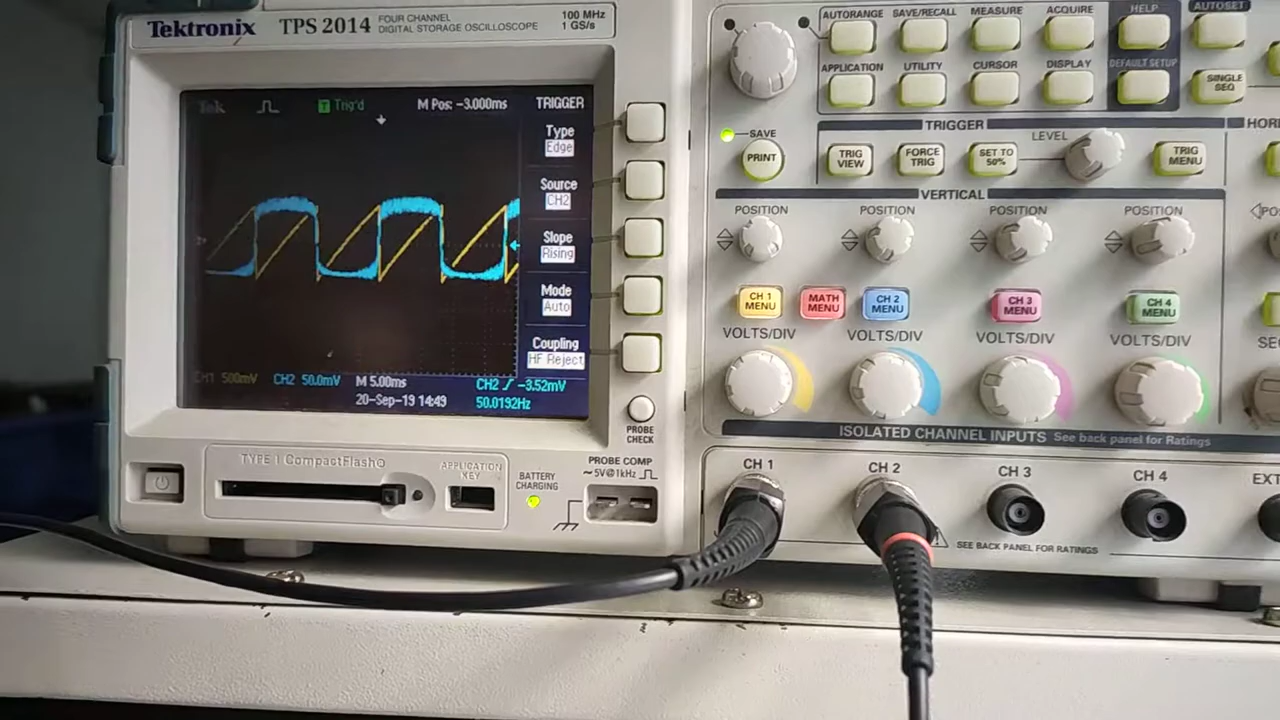 Tektronix TPS 2014 FOUR CHANNEL DIGITAL STORAGE OSCILLOSCOPE 100 MHz 1 GS/s
Tek T Trig'd M Pos: -3.000ms TRIGGER
Type
Edge
Source
CH2
Slope
Rising
Mode
Auto
Coupling
HF Reject
CH1 500mV CH2 50.0mV M 5.00ms CH2 -3.52mV
20-Sep-19 14:49 50.0192Hz
PROBE CHECK
TYPE I CompactFlash®
APPLICATION KEY
BATTERY CHARGING
PROBE COMP
~5V@1kHz
AUTORANGE SAVE/RECALL MEASURE ACQUIRE HELP AUTOSET
APPLICATION UTILITY CURSOR DISPLAY DEFAULT SETUP
SINGLE SEQ
TRIGGER HORI
SAVE
PRINT
LEVEL
TRIG VIEW
FORCE TRIG
SET TO 50%
TRIG MENU
VERTICAL
POSITION POSITION POSITION POSITION PO
CH 1 MENU
MATH MENU
CH 2 MENU
CH 3 MENU
CH 4 MENU
VOLTS/DIV VOLTS/DIV VOLTS/DIV VOLTS/DIV SE
ISOLATED CHANNEL INPUTS See back panel for Ratings
CH 1 CH 2 CH 3 CH 4 EXT
SEE BACK PANEL FOR RATINGS